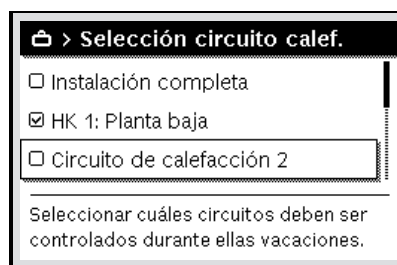 > Selección circuito calef.
Instalación completa
HK 1: Planta baja
Circuito de calefacción 2
Seleccionar cuáles circuitos deben ser
controlados durante ellas vacaciones.